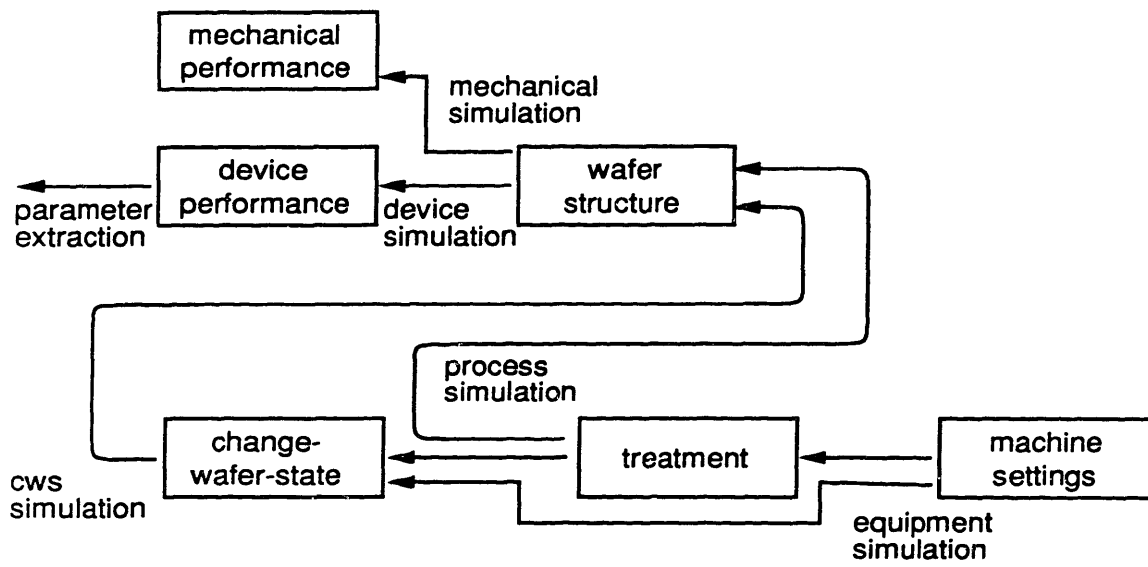 mechanical
performance
mechanical
simulation
device
performance
wafer
structure
parameter
extraction
device
simulation
process
simulation
change-
wafer-state
treatment
machine
settings
cws
simulation
equipment
simulation